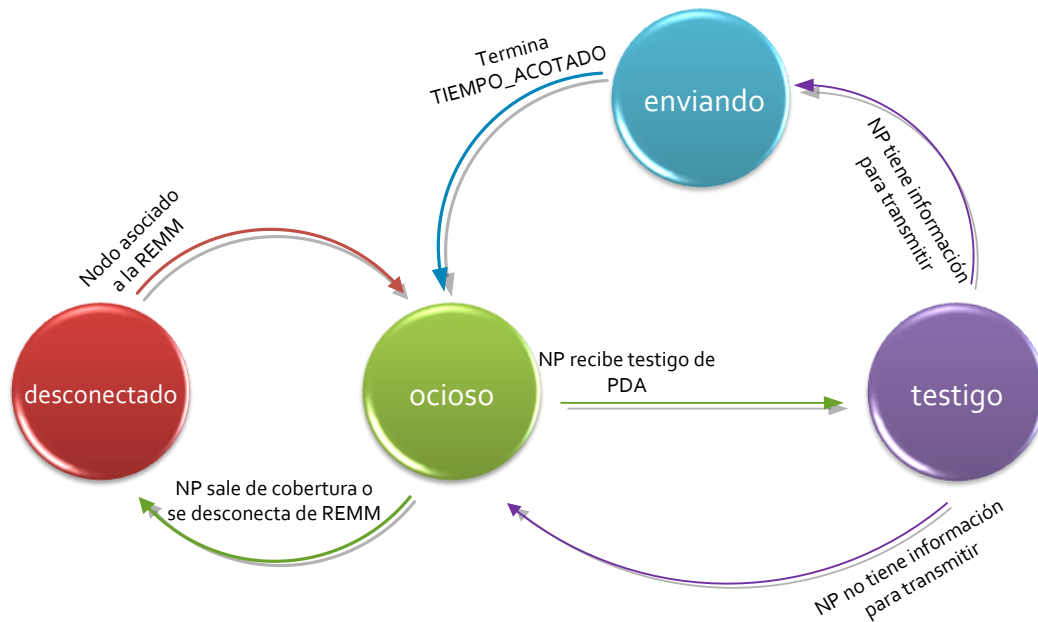 Termina
TIEMPO_ACOTADO
enviando
NP tiene información
para transmitir
Nodo asociado
a la REMM
desconectado
ocioso
NP recibe testigo de
PDA
testigo
NP sale de cobertura o
se desconecta de REMM
NP no tiene información
para transmitir